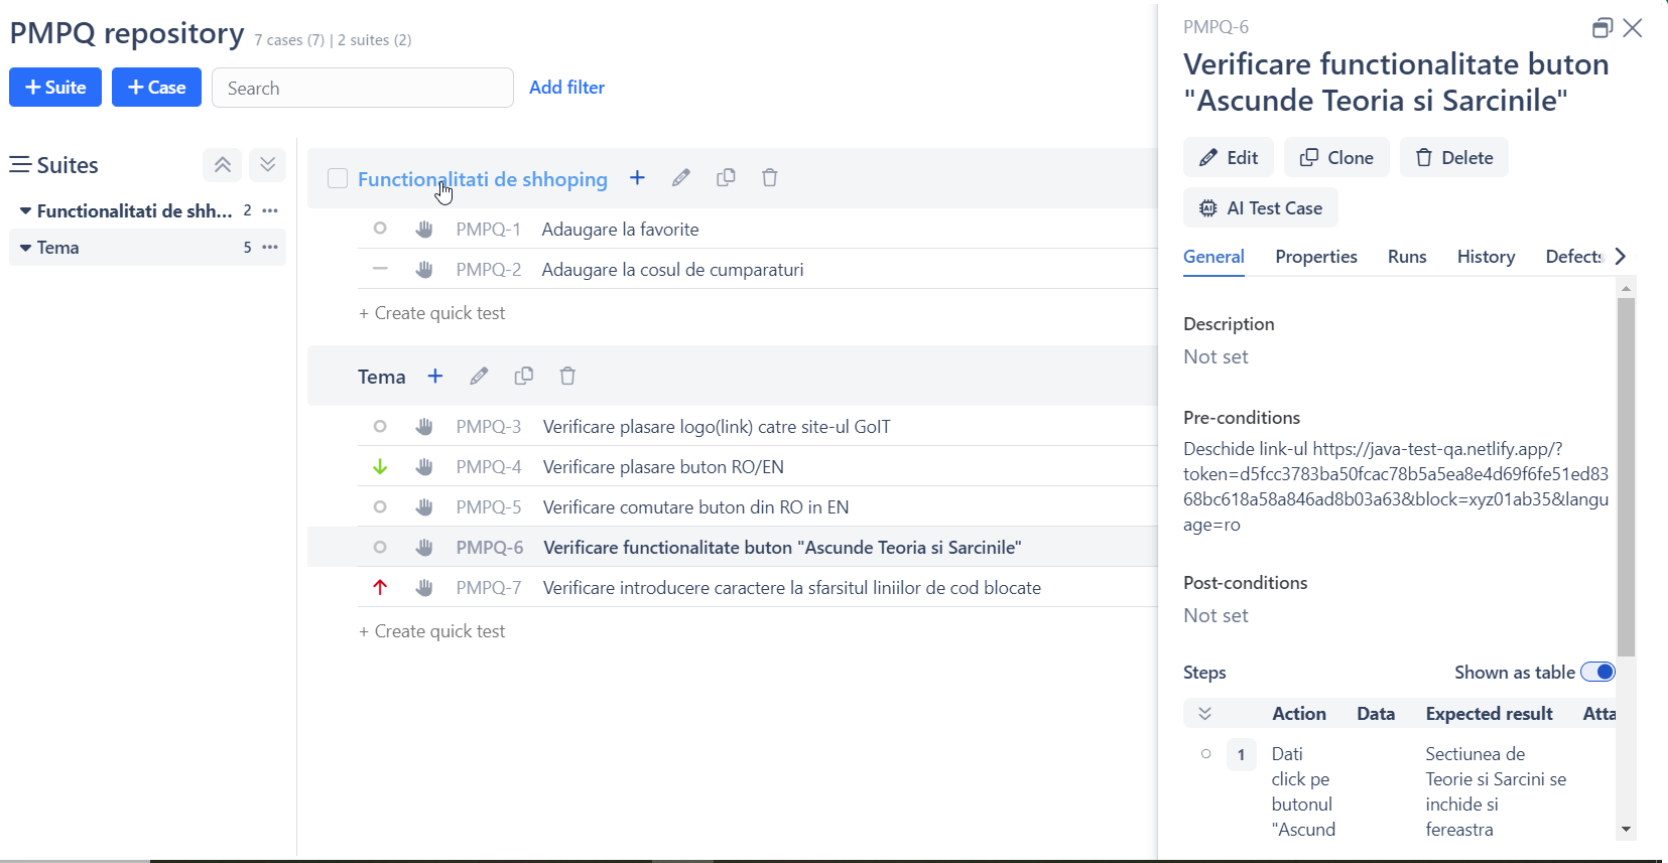 PMPQ repository 7 cases (7) | 2 suites (2)
+ Suite
+ Case
Search
Add filter
Suites
Functionalitati de shh... 2 ...
Tema 5 ...
Functionalitati de shhoping +
PMPQ-1 Adaugare la favorite
PMPQ-2 Adaugare la cosul de cumparaturi
+ Create quick test
Tema +
PMPQ-3 Verificare plasare logo(link) catre site-ul GoIT
PMPQ-4 Verificare plasare buton RO/EN
PMPQ-5 Verificare comutare buton din RO in EN
PMPQ-6 Verificare functionalitate buton "Ascunde Teoria si Sarcinile"
PMPQ-7 Verificare introducere caractere la sfarsitul liniilor de cod blocate
+ Create quick test
PMPQ-6
Verificare functionalitate buton
"Ascunde Teoria si Sarcinile"
Edit
Clone
Delete
AI Test Case
General
Properties
Runs
History
Defects
Description
Not set
Pre-conditions
Deschide link-ul https://java-test-qa.netlify.app/?
token=d5fcc3783ba50fcac78b5a5ea8e4d69f6fe51ed83
68bc618a58a846ad8b03a63&block=xyz01ab35&langu
age=ro
Post-conditions
Not set
Steps
Shown as table
Action Data Expected result Atta
1
Dati
click pe
butonul
"Ascund
Sectiunea de
Teorie si Sarcini se
inchide si
fereastra